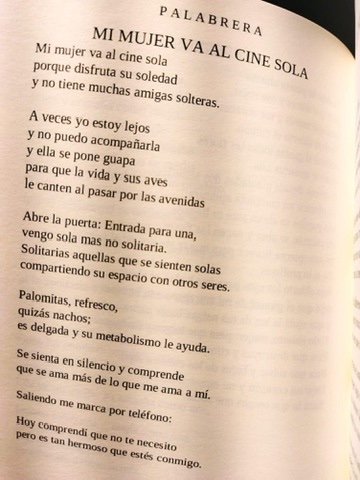 PALABRERA
MI MUJER VA AL CINE SOLA
Mi mujer va al cine sola
porque disfruta su soledad
y no tiene muchas amigas solteras.
A veces yo estoy lejos
y no puedo acompañarla
y ella se pone guapa
para que la vida y sus aves
le canten al pasar por las avenidas
Abre la puerta: Entrada para una,
vengo sola mas no solitaria.
Solitarias aquellas que se sienten solas
compartiendo su espacio con otros seres.
Palomitas, refresco,
quizás nachos;
es delgada y su metabolismo le ayuda.
Se sienta en silencio y comprende
que se ama más de lo que me ama a mí.
Saliendo me marca por teléfono:
Hoy comprendí que no te necesito
pero es tan hermoso que estés conmigo.